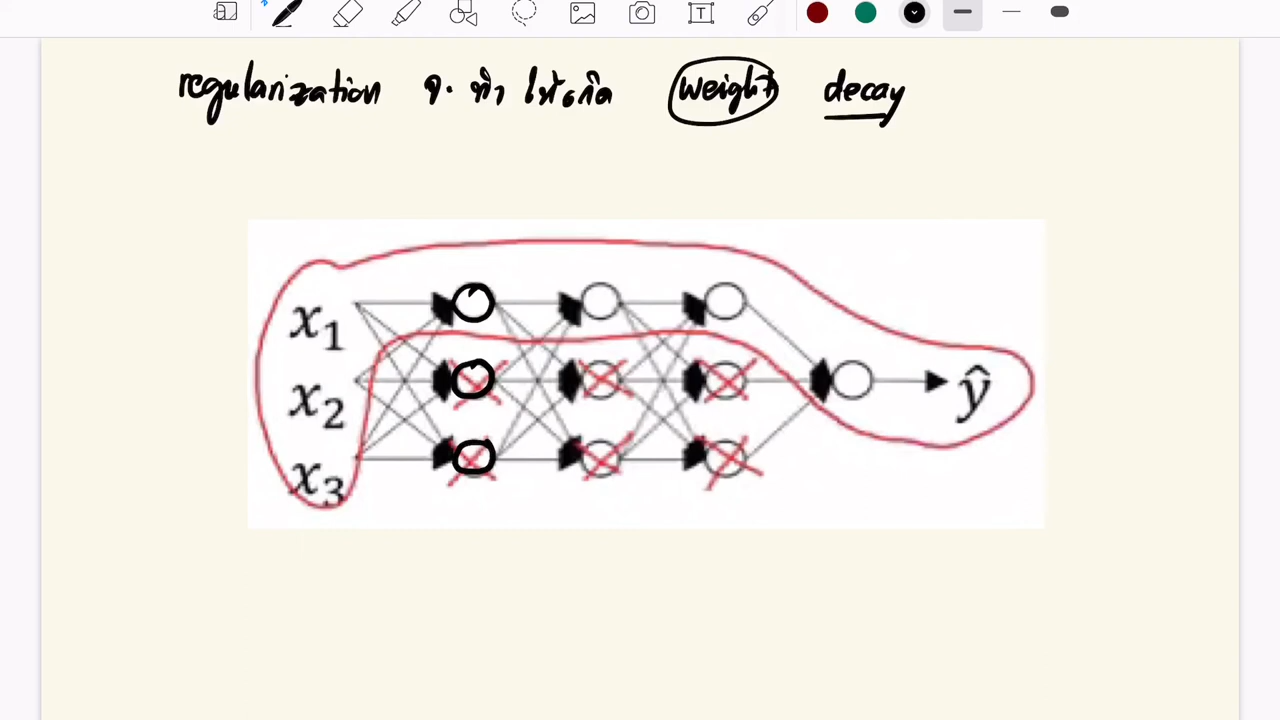 regularization จ. ทำ ให้เกิด weight decay
x₁
x₂ ŷ
x₃